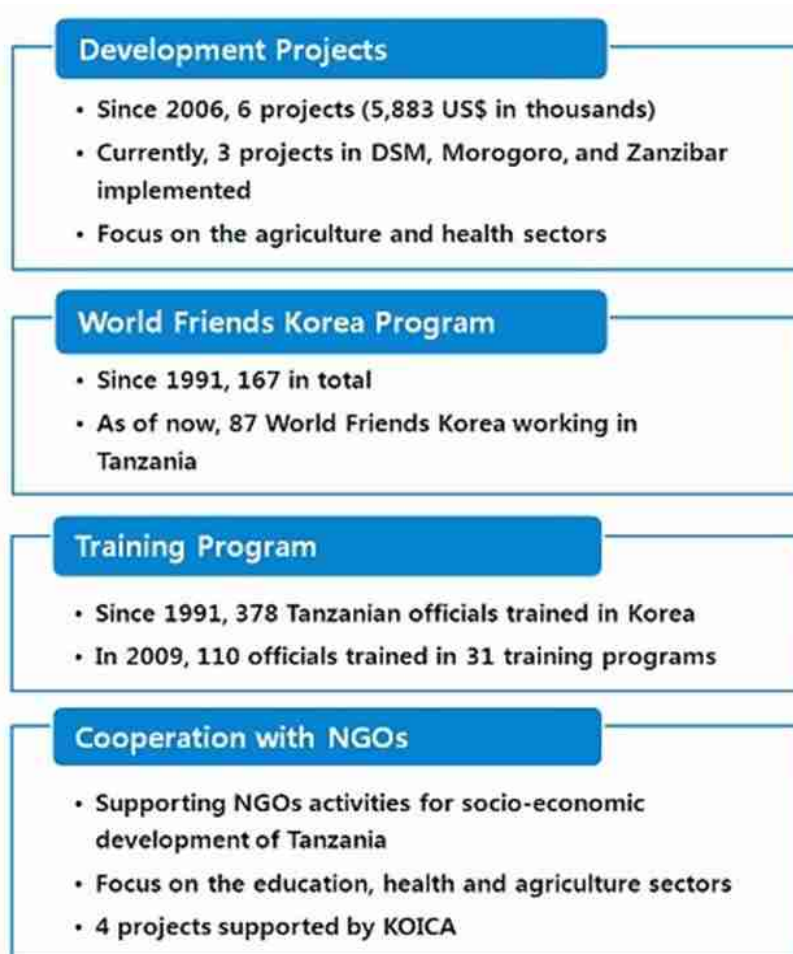 Development Projects
• Since 2006, 6 projects (5,883 US$ in thousands)
• Currently, 3 projects in DSM, Morogoro, and Zanzibar
implemented
• Focus on the agriculture and health sectors
World Friends Korea Program
• Since 1991, 167 in total
• As of now, 87 World Friends Korea working in
Tanzania
Training Program
• Since 1991, 378 Tanzanian officials trained in Korea
• In 2009, 110 officials trained in 31 training programs
Cooperation with NGOs
• Supporting NGOs activities for socio-economic
development of Tanzania
• Focus on the education, health and agriculture sectors
• 4 projects supported by KOICA